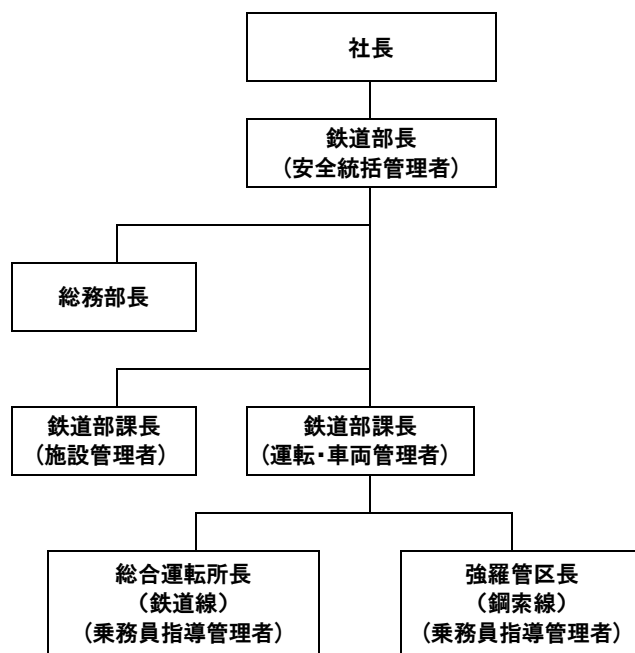 社長
鉄道部長
（安全統括管理者）
総務部長
鉄道部課長
（施設管理者）
鉄道部課長
（運転・車両管理者）
総合運転所長
（鉄道線）
（乗務員指導管理者）
強羅管区長
（鋼索線）
（乗務員指導管理者）